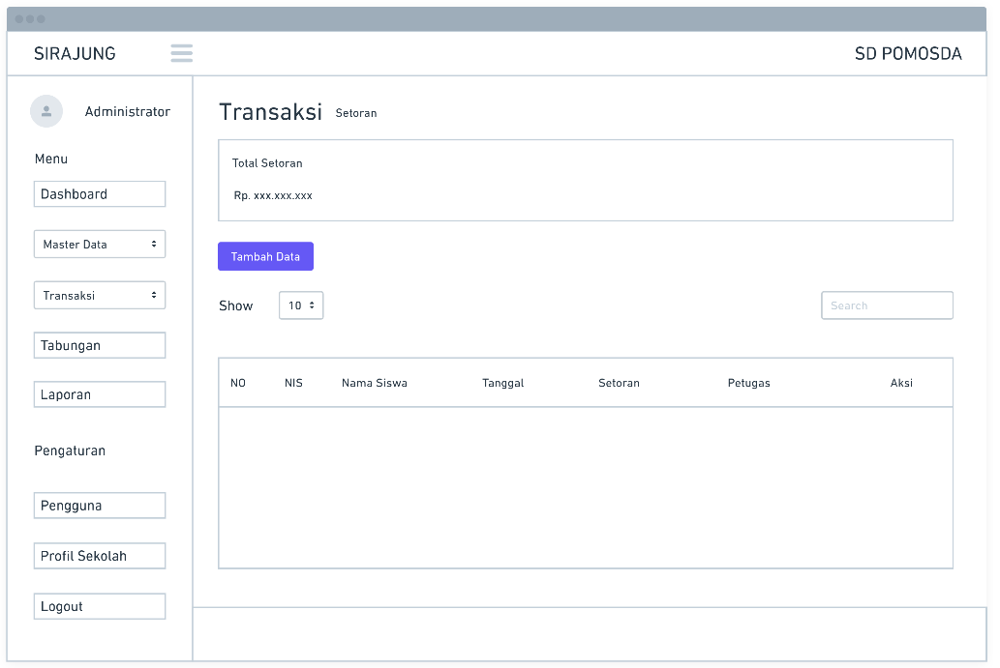 SIRAJUNG
SD POMOSDA
Administrator
Menu
Dashboard
Master Data
Transaksi
Tabungan
Laporan
Pengaturan
Pengguna
Profil Sekolah
Logout
Transaksi Setoran
Total Setoran
Rp. xxx.xxx.xxx
Tambah Data
Show 10
Search
NO NIS Nama Siswa Tanggal Setoran Petugas Aksi